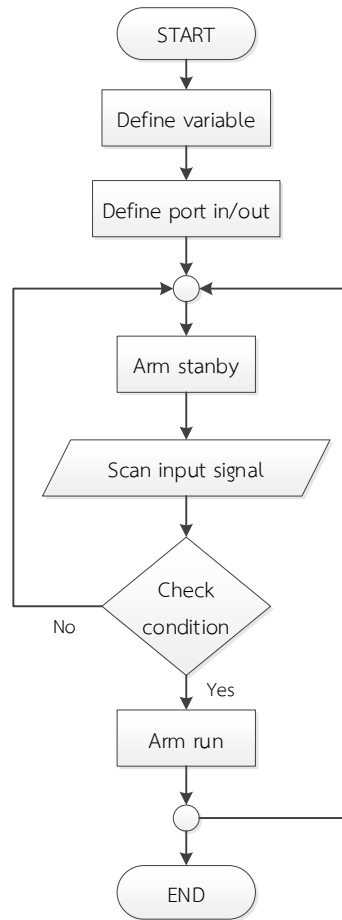 START
Define variable
Define port in/out
Arm stanby
Scan input signal
Check
condition
No
Yes
Arm run
END